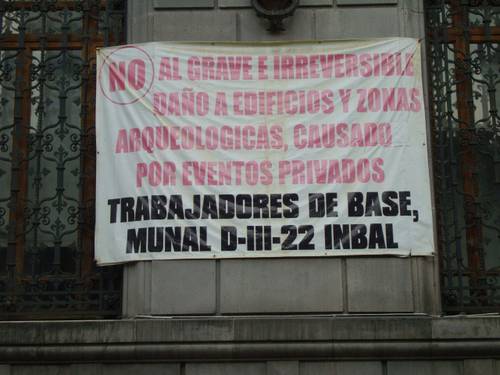 NO AL GRAVE E IRREVERSIBLE
DAÑO A EDIFICIOS Y ZONAS
ARQUEOLOGICAS, CAUSADO
POR EVENTOS PRIVADOS
TRABAJADORES DE BASE,
MUNAL D-III-22 INBAL